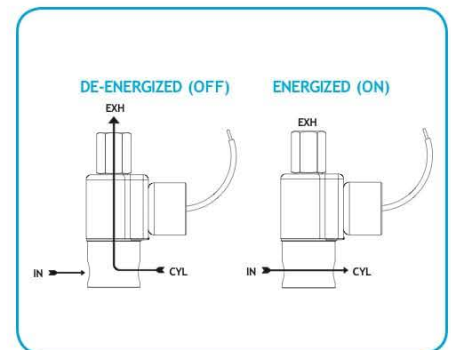 DE-ENERGIZED (OFF)
EXH
IN
CYL
ENERGIZED (ON)
EXH
IN
CYL